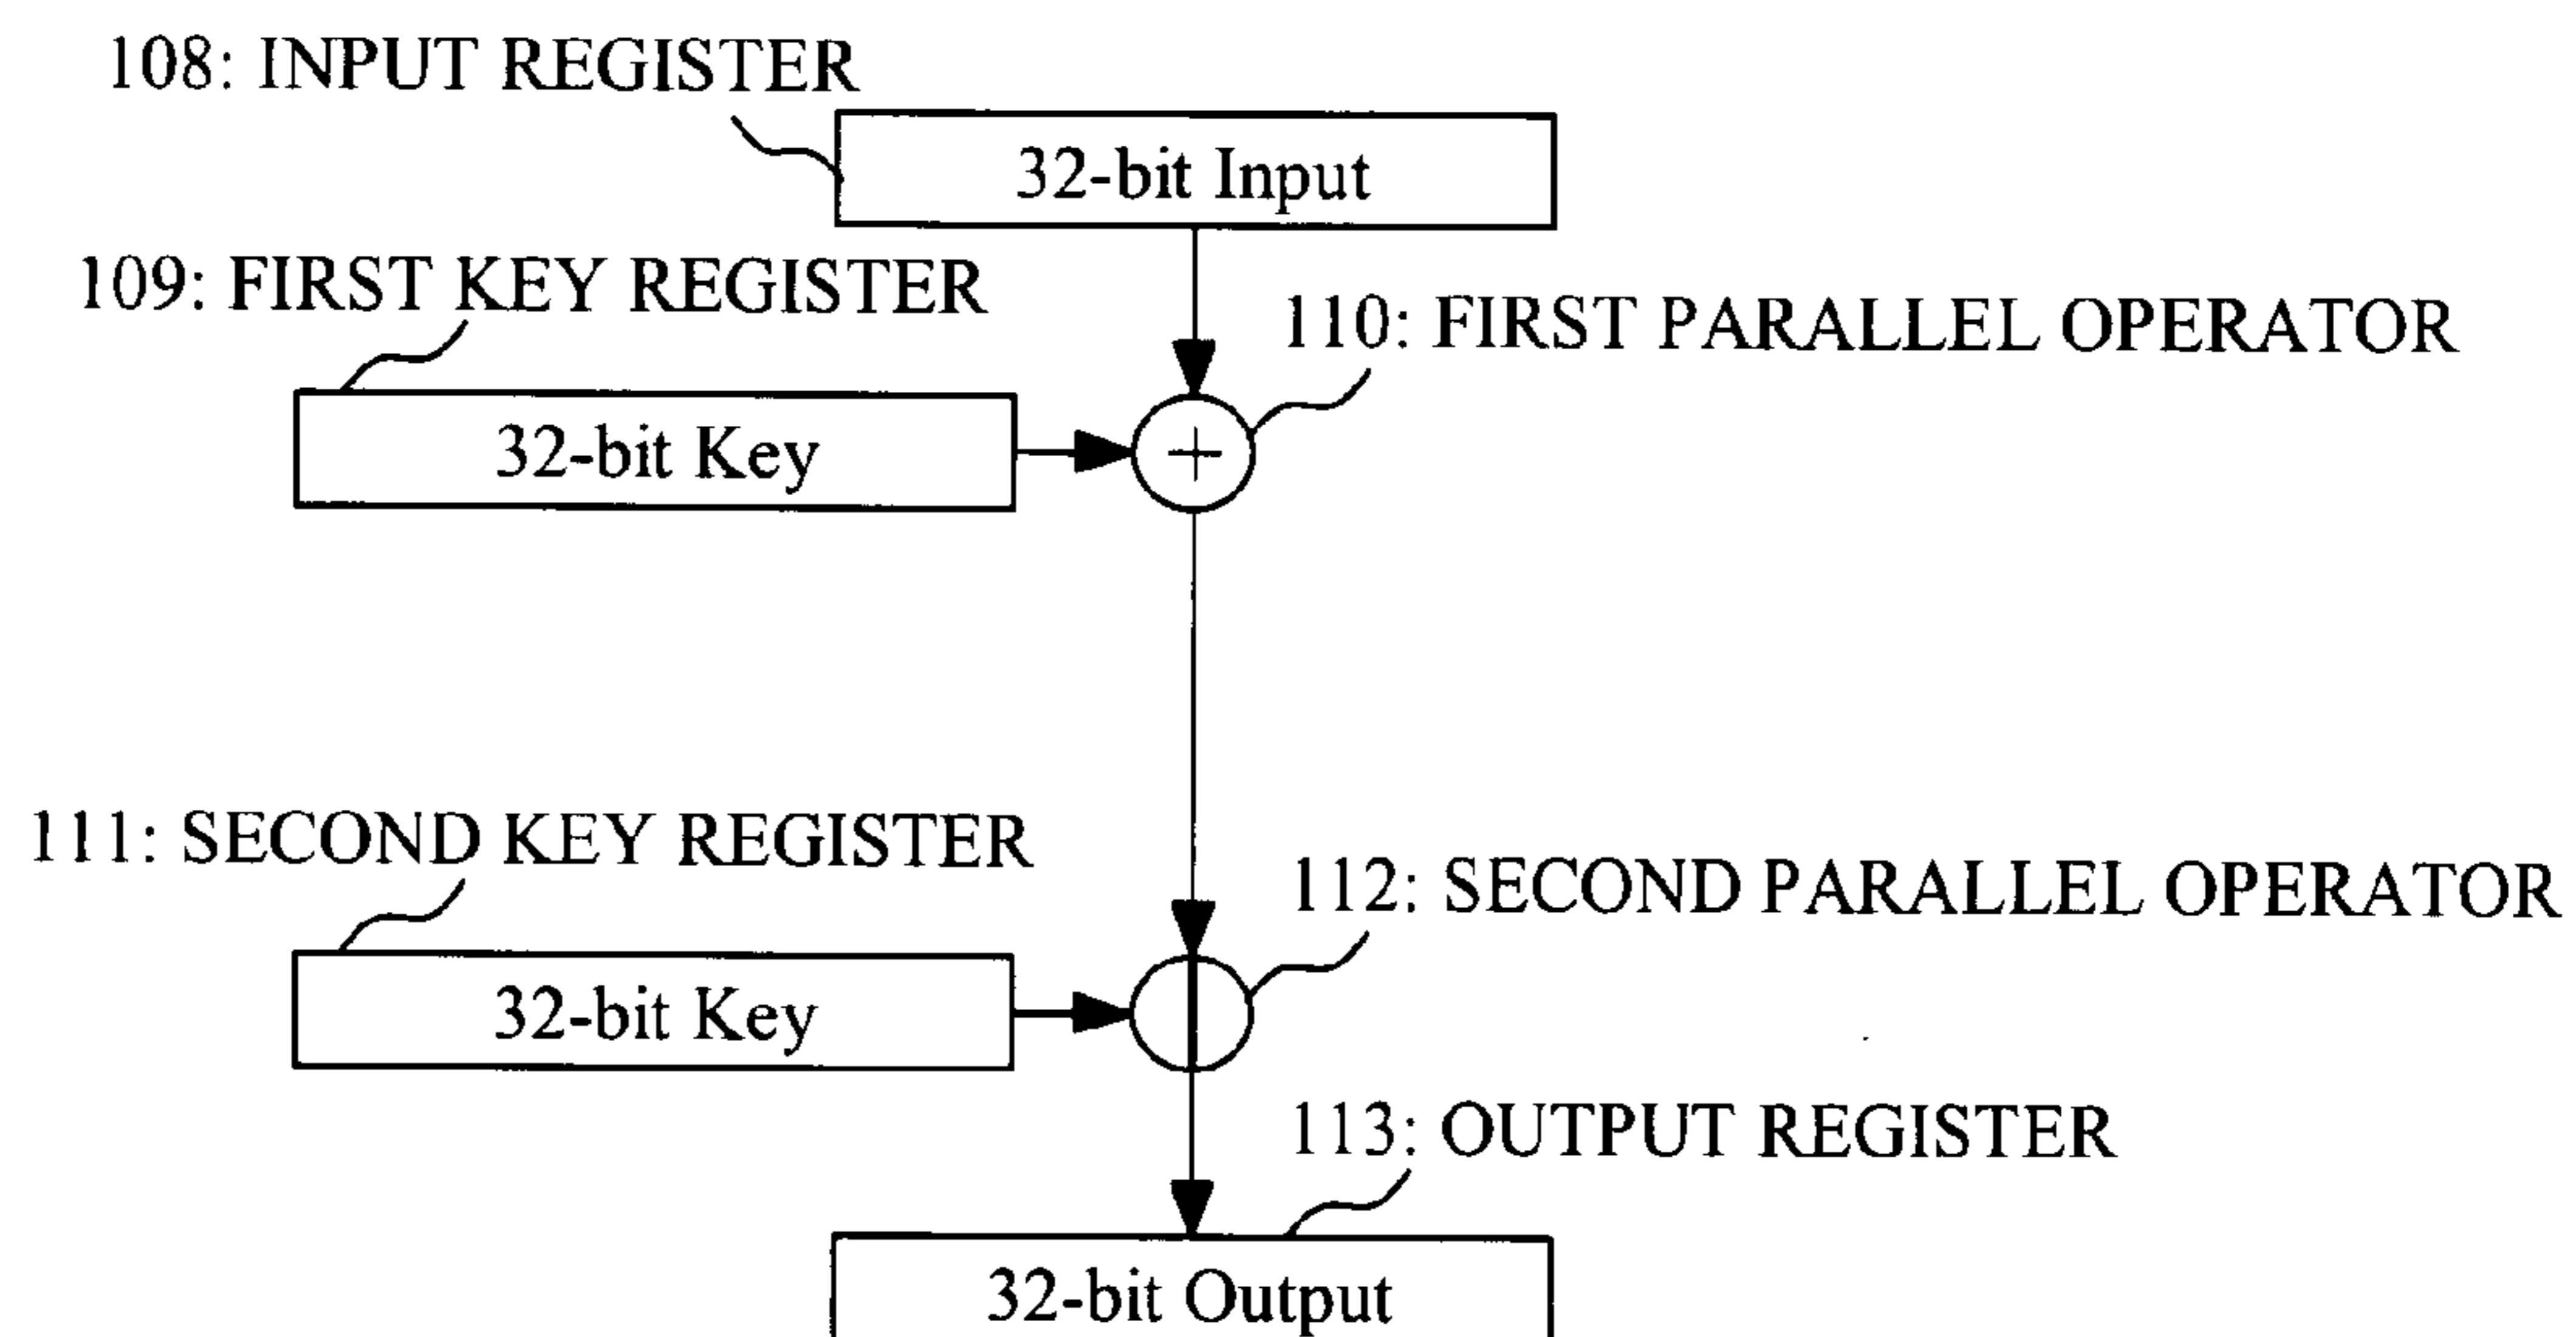 108: INPUT REGISTER
32-bit Input
109: FIRST KEY REGISTER
110: FIRST PARALLEL OPERATOR
32-bit Key
+
111: SECOND KEY REGISTER
112: SECOND PARALLEL OPERATOR
32-bit Key
113: OUTPUT REGISTER
32-bit Output